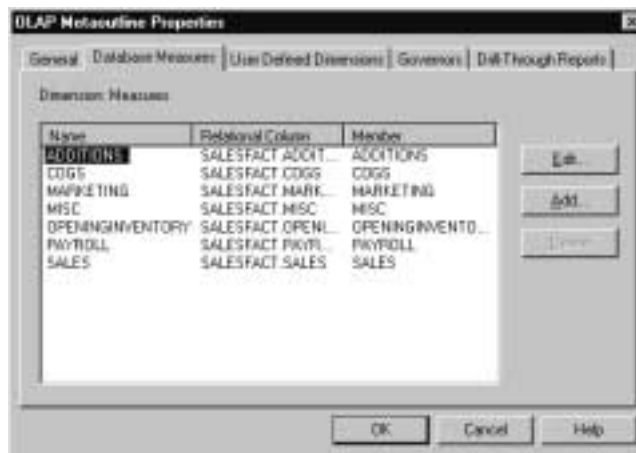 OLAP Metaoutline Properties
General Database Measures User Defined Dimensions Governors Drill-Through Reports
Dimension: Measures
Name Relational Column Member
ADDITIONS SALESFACT.ADDIT... ADDITIONS
COGS SALESFACT.COGS COGS
MARKETING SALESFACT.MARK... MARKETING
MISC SALESFACT.MISC MISC
OPENINGINVENTORY SALESFACT.OPENI... OPENINGINVENTO...
PAYROLL SALESFACT.PAYR... PAYROLL
SALES SALESFACT.SALES SALES
Edit...
Add...
OK Cancel Help